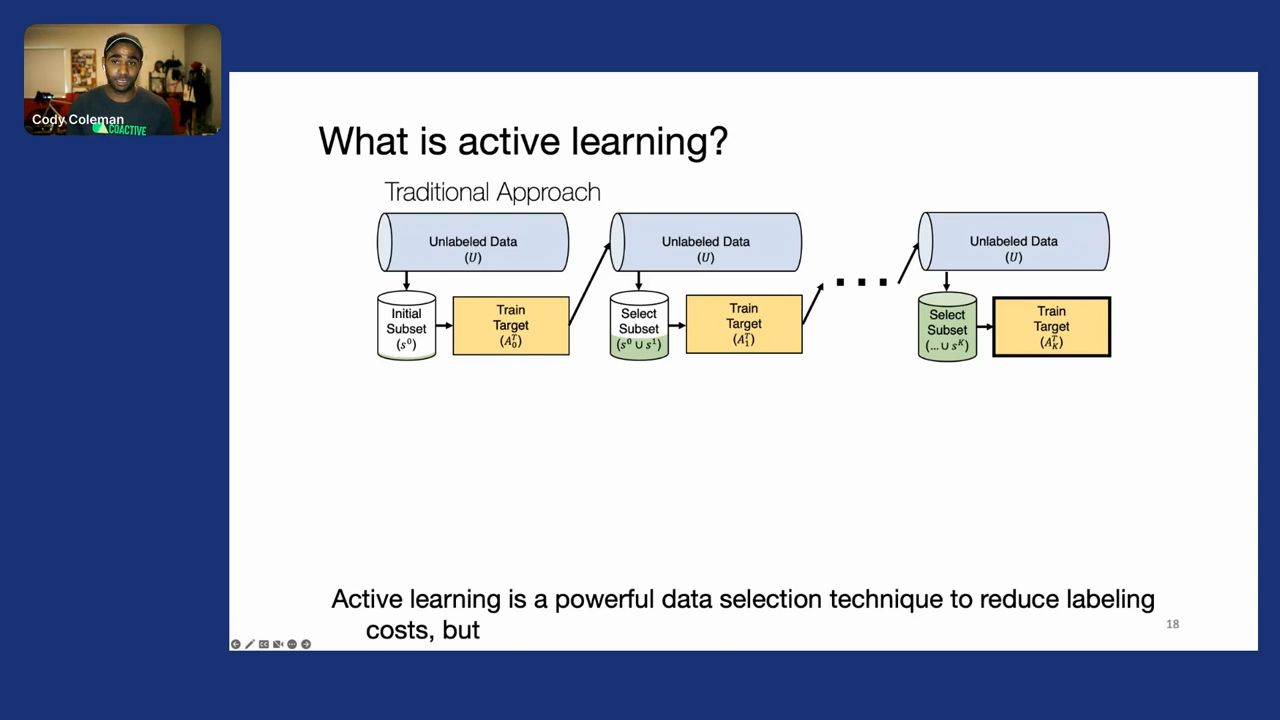 Cody Coleman
COACTIVE
What is active learning?
Traditional Approach
Unlabeled Data
(U)
Unlabeled Data
(U)
Unlabeled Data
(U)
Initial
Subset
(s⁰)
Train
Target
(A₀ᵀ)
Select
Subset
(s⁰ ∪ s¹)
Train
Target
(A₁ᵀ)
...
Select
Subset
(... ∪ sᴷ)
Train
Target
(Aₖᵀ)
Active learning is a powerful data selection technique to reduce labeling
costs, but
18